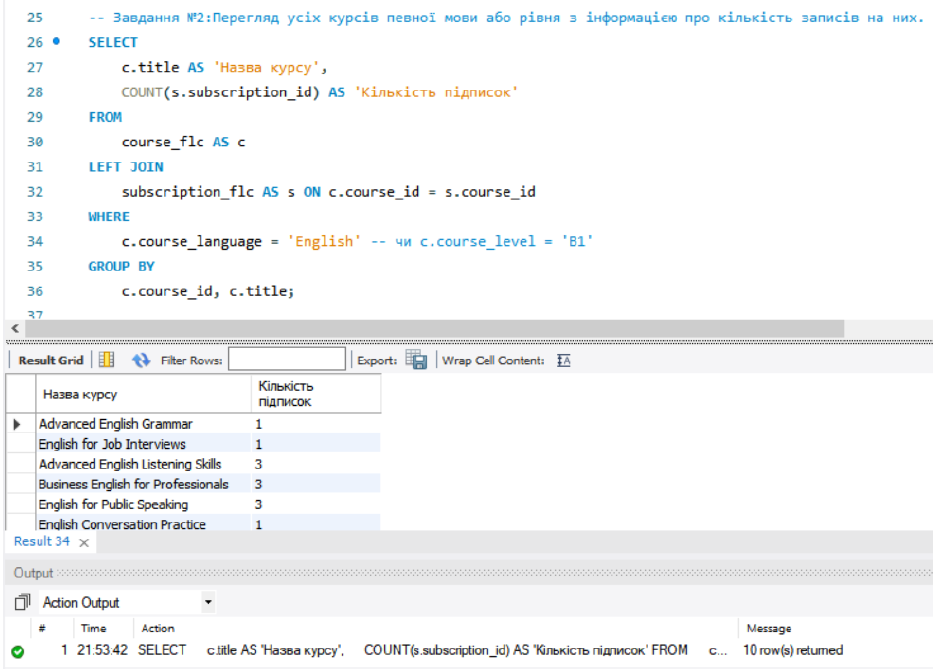 25 -- Завдання №2:Перегляд усіх курсів певної мови або рівня з інформацією про кількість записів на них.
26 SELECT
27 c.title AS 'Назва курсу',
28 COUNT(s.subscription_id) AS 'Кількість підписок'
29 FROM
30 course_flc AS c
31 LEFT JOIN
32 subscription_flc AS s ON c.course_id = s.course_id
33 WHERE
34 c.course_language = 'English' -- чи c.course_level = 'B1'
35 GROUP BY
36 c.course_id, c.title;
37
Result Grid Filter Rows: Export: Wrap Cell Content:
Назва курсу Кількість підписок
Advanced English Grammar 1
English for Job Interviews 1
Advanced English Listening Skills 3
Business English for Professionals 3
English for Public Speaking 3
English Conversation Practice 1
Result 34
Output
Action Output
# Time Action Message
1 21:53:42 SELECT c.title AS 'Назва курсу', COUNT(s.subscription_id) AS 'Кількість підписок' FROM c... 10 row(s) returned